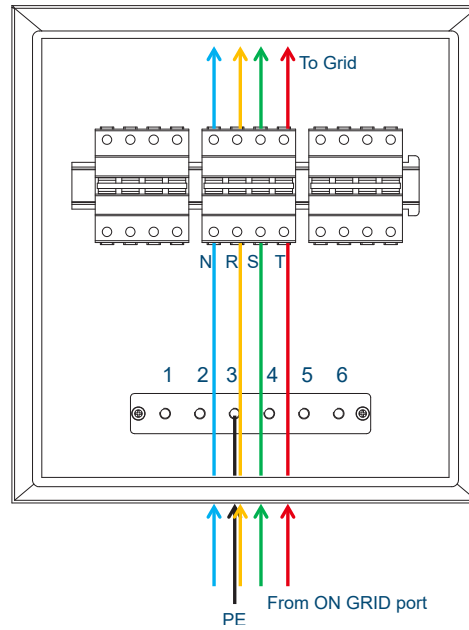 To Grid
N R S T
1 2 3 4 5 6
From ON GRID port
PE